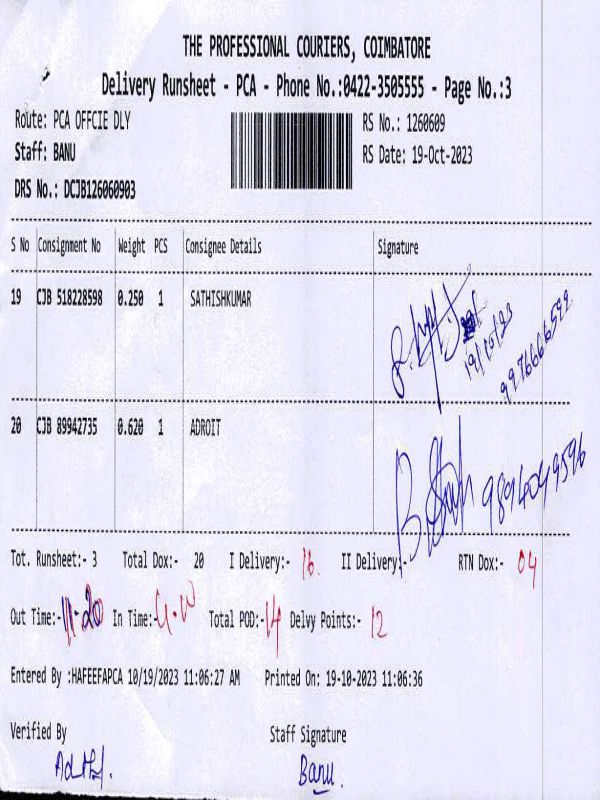 THE PROFESSIONAL COURIERS, COIMBATORE
Delivery Runsheet - PCA - Phone No.:0422-3505555 - Page No.:3
Route: PCA OFFCIE DLY
RS No.: 1260609
Staff: BANU
RS Date: 19-Oct-2023
DRS No.: DCJB126060903
S No Consignment No Weight PCS Consignee Details Signature
19 CJB 518228598 0.250 1 SATHISHKUMAR
19/10/23
9976666522
20 CJB 89942735 0.620 1 ADROIT
9894049596
Tot. Runsheet:- 3 Total Dox:- 20 I Delivery:- 16. II Delivery:- RTN Dox:- 04
Out Time:- 11-20 In Time:- Total POD:- 14 Delvy Points:- 12
Entered By :HAFEEFAPCA 10/19/2023 11:06:27 AM Printed On: 19-10-2023 11:06:36
Verified By Staff Signature
Banu.